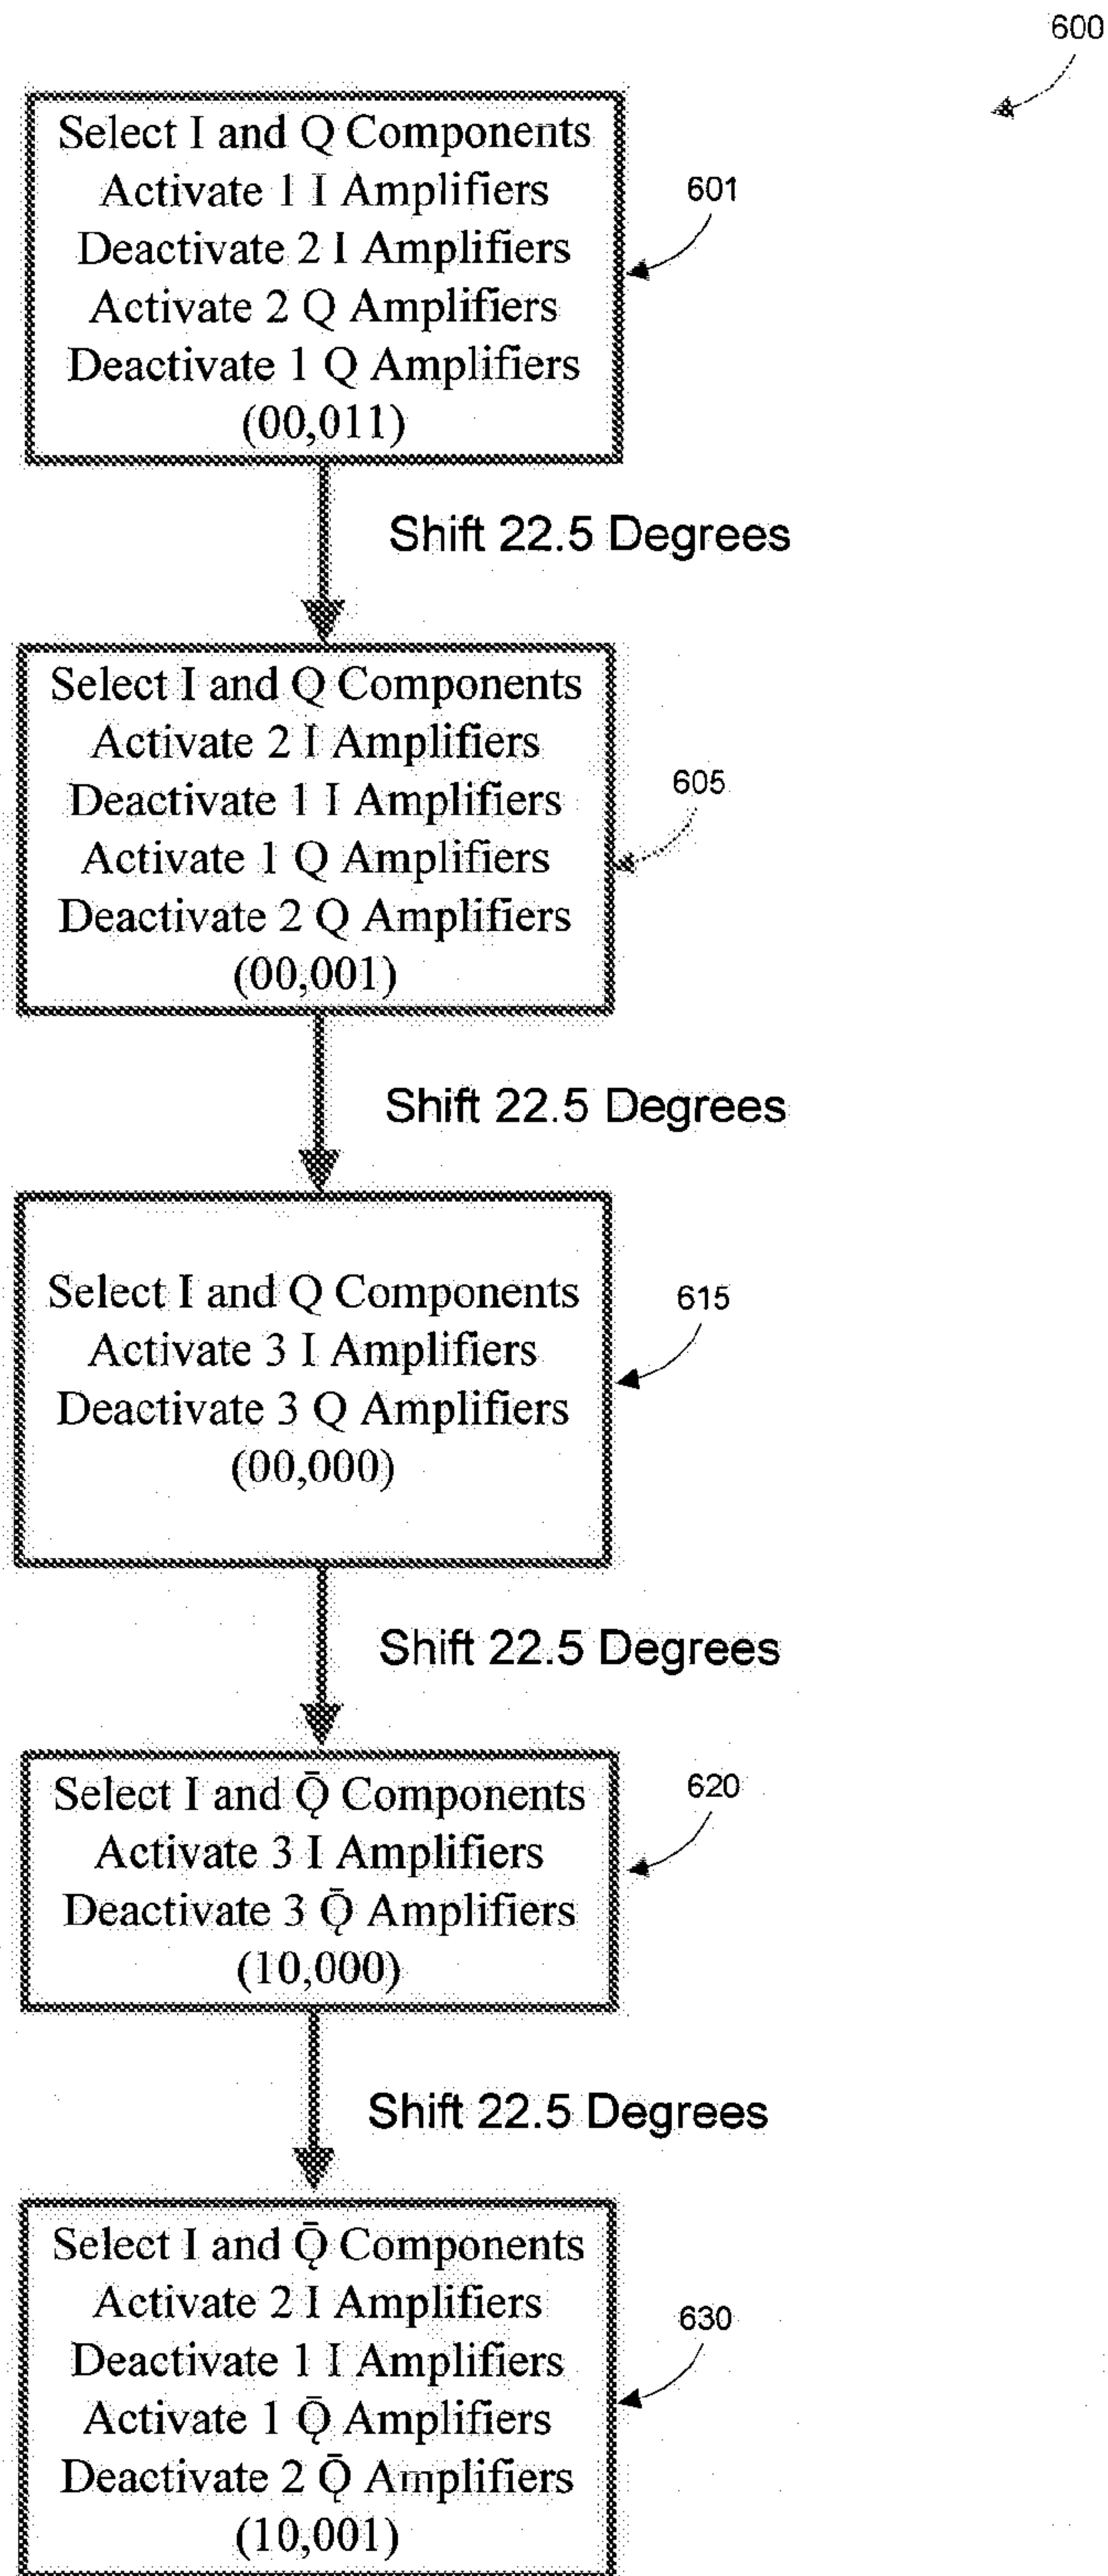 600
Select I and Q Components
Activate 1 I Amplifiers
Deactivate 2 I Amplifiers
Activate 2 Q Amplifiers
Deactivate 1 Q Amplifiers
(00,011)
601
Shift 22.5 Degrees
Select I and Q Components
Activate 2 I Amplifiers
Deactivate 1 I Amplifiers
Activate 1 Q Amplifiers
Deactivate 2 Q Amplifiers
(00,001)
605
Shift 22.5 Degrees
Select I and Q Components
Activate 3 I Amplifiers
Deactivate 3 Q Amplifiers
(00,000)
615
Shift 22.5 Degrees
Select I and Q̄ Components
Activate 3 I Amplifiers
Deactivate 3 Q̄ Amplifiers
(10,000)
620
Shift 22.5 Degrees
Select I and Q̄ Components
Activate 2 I Amplifiers
Deactivate 1 I Amplifiers
Activate 1 Q̄ Amplifiers
Deactivate 2 Q̄ Amplifiers
(10,001)
630